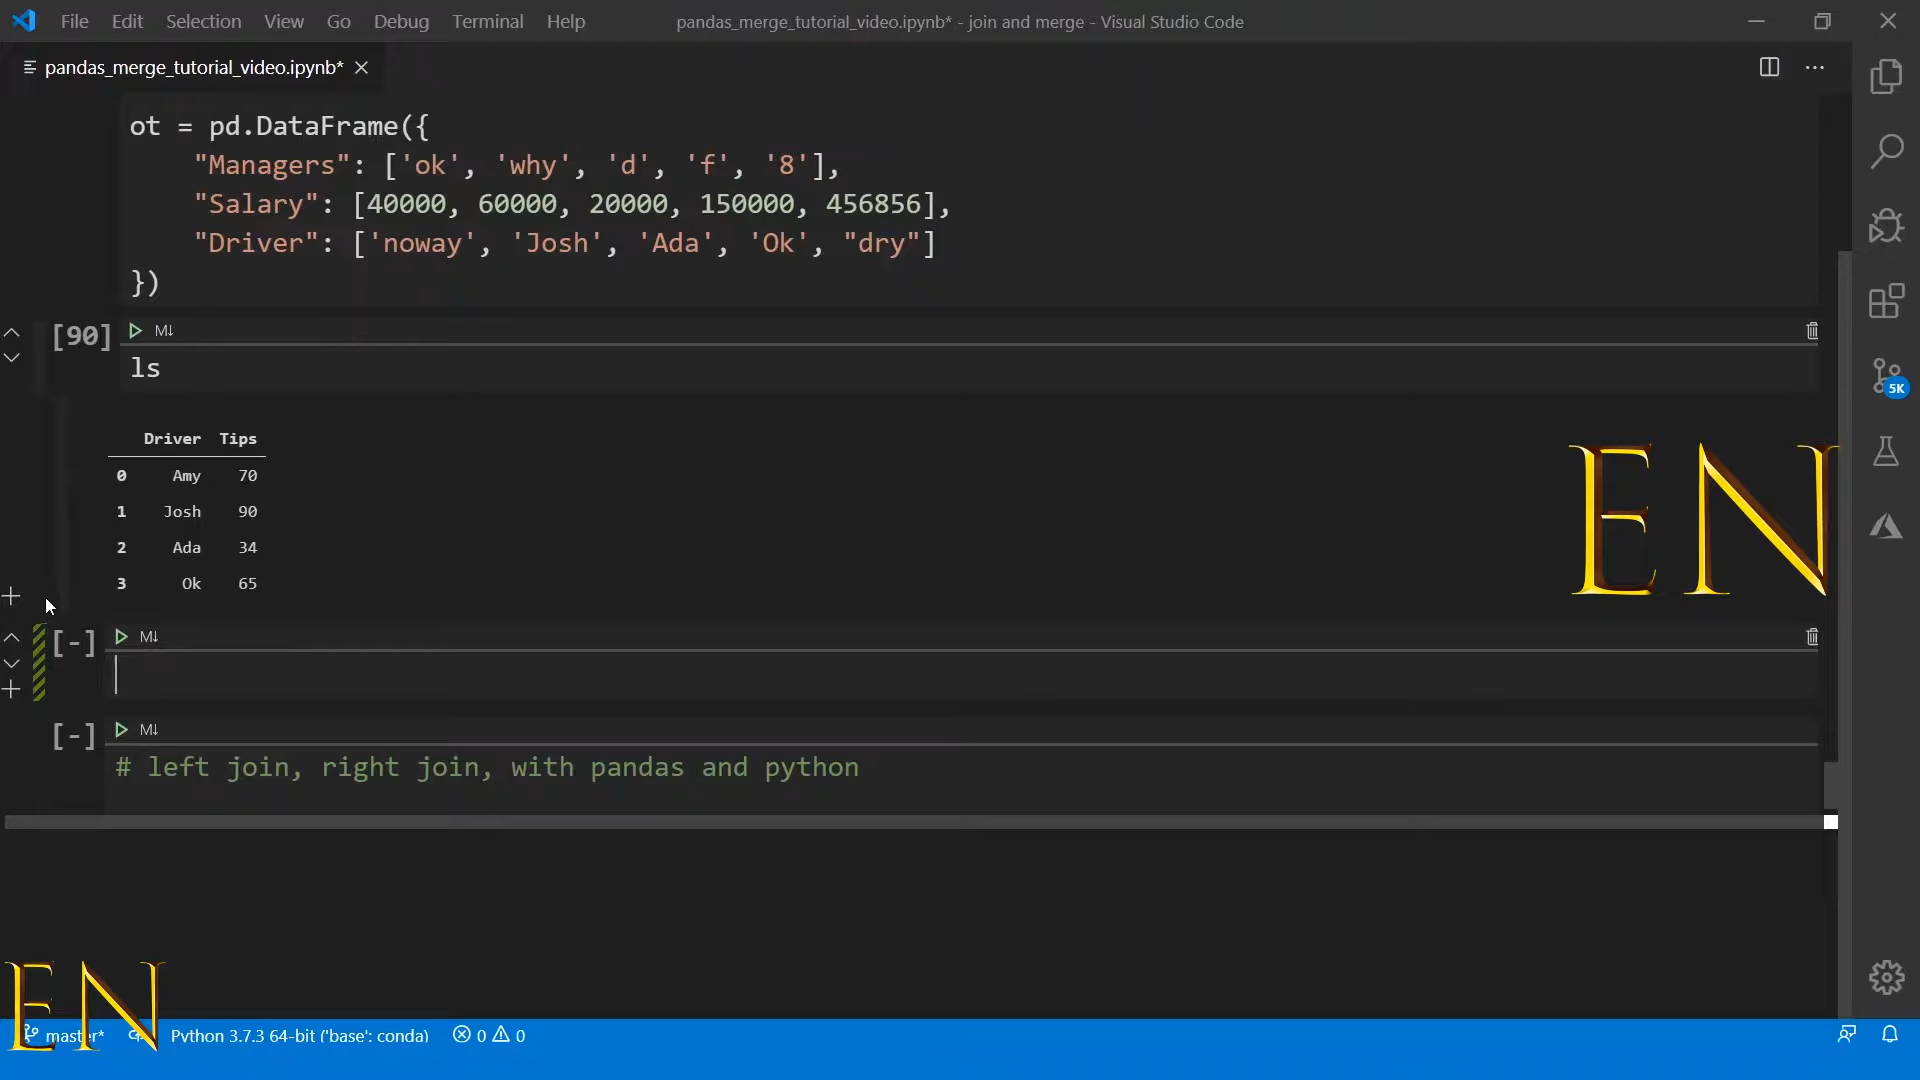 File Edit Selection View Go Debug Terminal Help pandas_merge_tutorial_video.ipynb* - join and merge - Visual Studio Code
pandas_merge_tutorial_video.ipynb*
ot = pd.DataFrame({
"Managers": ['ok', 'why', 'd', 'f', '8'],
"Salary": [40000, 60000, 20000, 150000, 456856],
"Driver": ['noway', 'Josh', 'Ada', 'Ok', "dry"]
})
[90] M↓
ls
Driver Tips
0 Amy 70
1 Josh 90
2 Ada 34
3 Ok 65
EN
5K
[-] M↓
[-] M↓
# left join, right join, with pandas and python
EN
master* Python 3.7.3 64-bit ('base': conda) 0 0